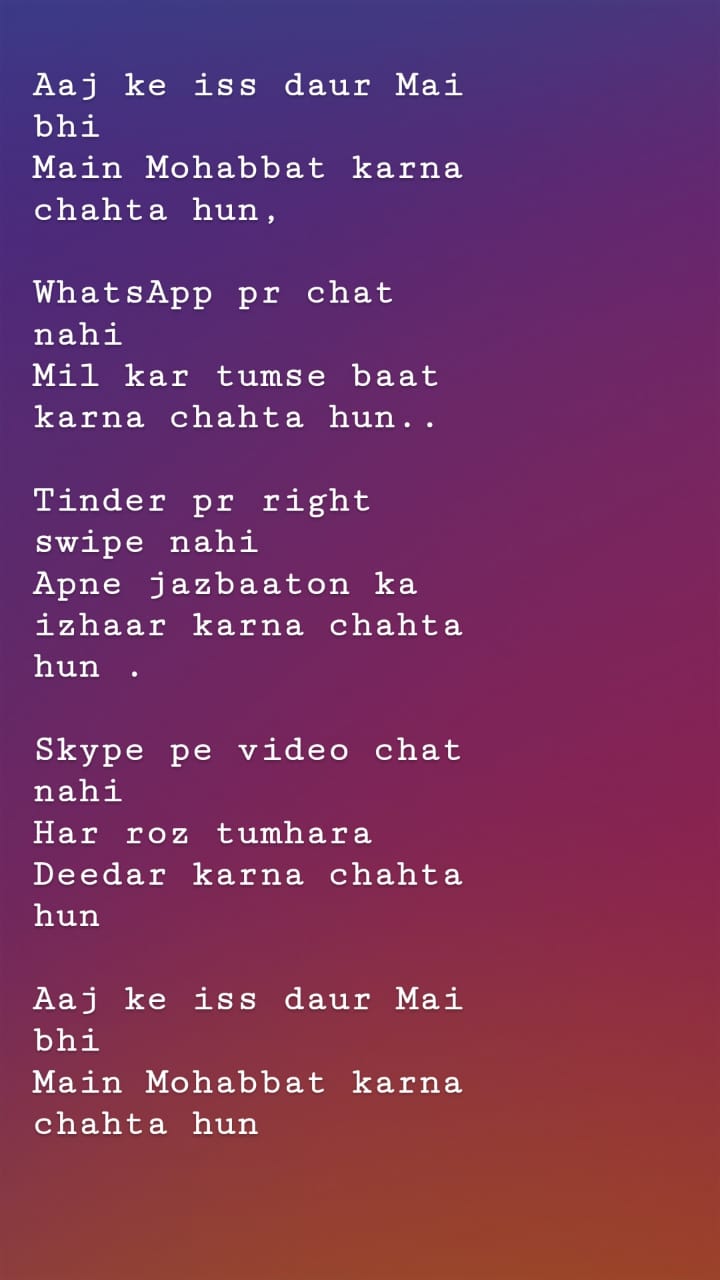 Aaj ke iss daur Mai
bhi
Main Mohabbat karna
chahta hun,
WhatsApp pr chat
nahi
Mil kar tumse baat
karna chahta hun..
Tinder pr right
swipe nahi
Apne jazbaaton ka
izhaar karna chahta
hun .
Skype pe video chat
nahi
Har roz tumhara
Deedar karna chahta
hun
Aaj ke iss daur Mai
bhi
Main Mohabbat karna
chahta hun